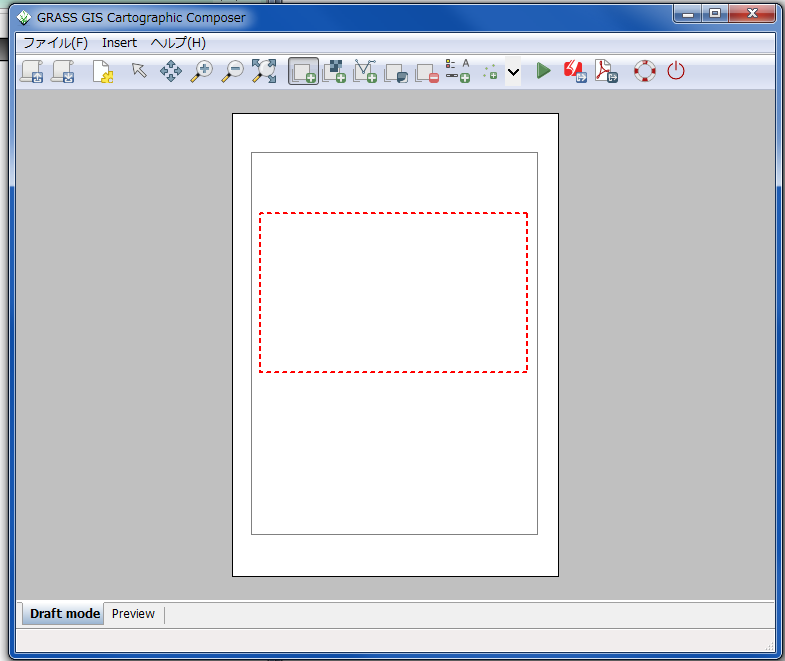 GRASS GIS Cartographic Composer
ファイル(F) Insert ヘルプ(H)
A
Draft mode Preview